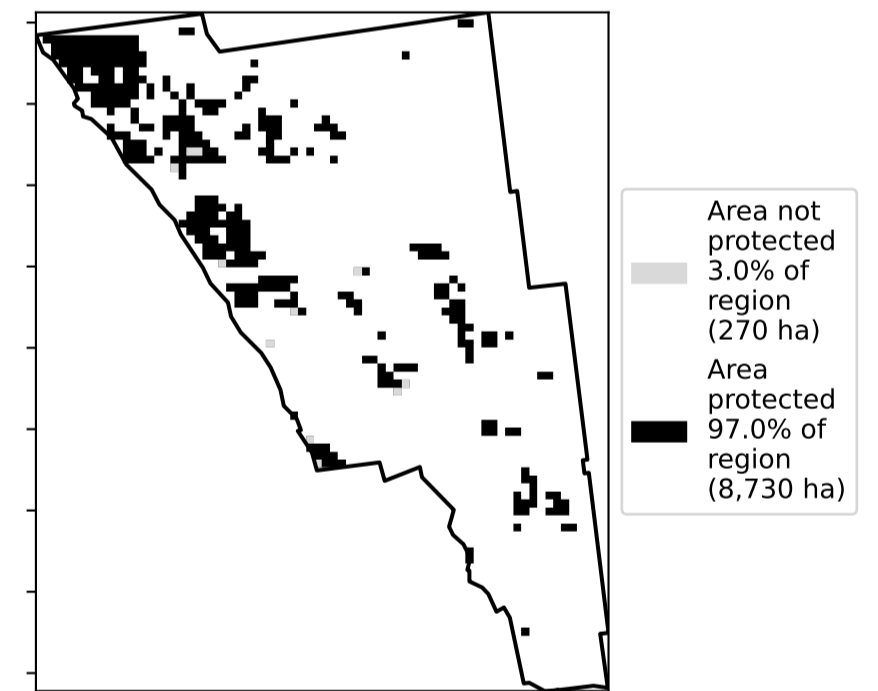 Area not
protected
3.0% of
region
(270 ha)
Area
protected
97.0% of
region
(8,730 ha)